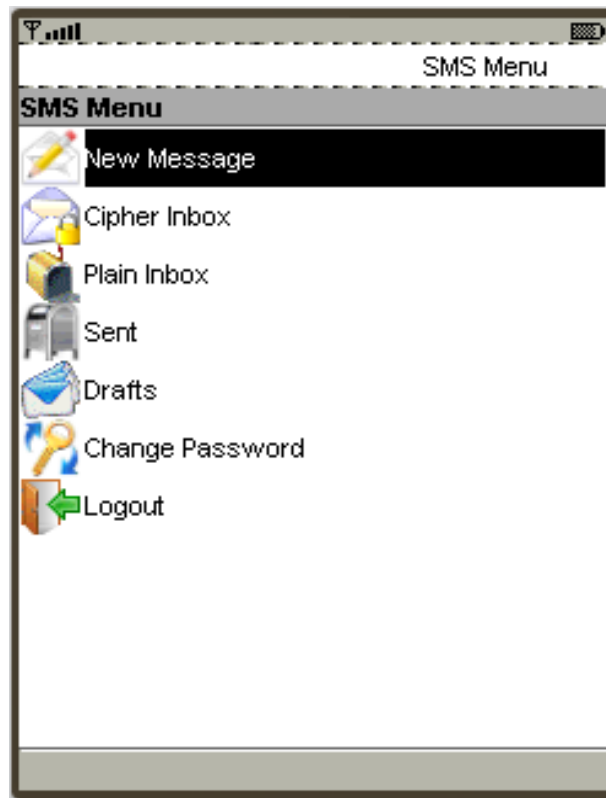 SMS Menu
SMS Menu
New Message
Cipher Inbox
Plain Inbox
Sent
Drafts
Change Password
Logout